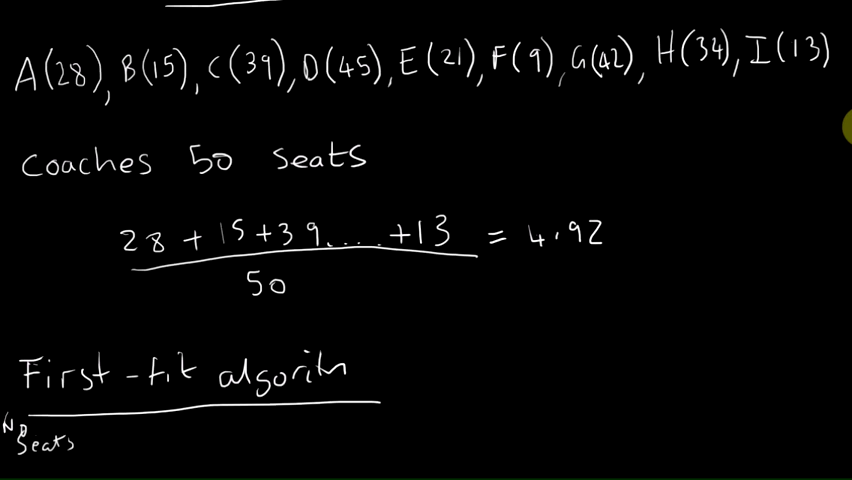 A(28), B(15), C(39), D(45), E(21), F(9), G(42), H(34), I(13)
Coaches 50 seats
28 + 15 + 39.... + 13 = 4.92
50
First-fit algorith
No
Seats